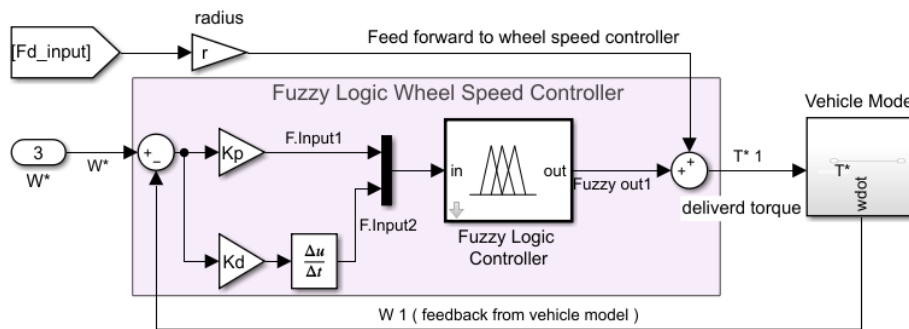 radius
[Fd_input]
r
Feed forward to wheel speed controller
Fuzzy Logic Wheel Speed Controller
Vehicle Mode
3
W*
W*
+
−
Kp
F.Input1
in
out
Fuzzy out1
+
+
T* 1
T*
wdot
deliverd torque
F.Input2
Kd
Δu
Δt
Fuzzy Logic
Controller
W 1 ( feedback from vehicle model )